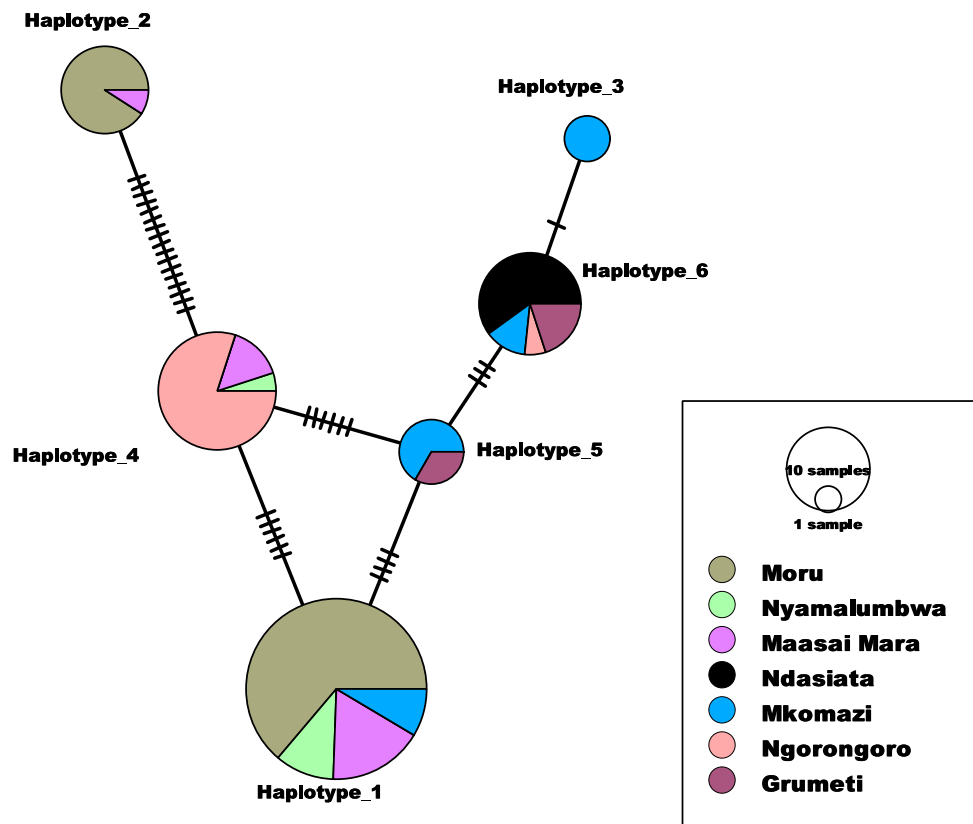 Haplotype_2
Haplotype_3
Haplotype_6
Haplotype_4
Haplotype_5
Haplotype_1
10 samples
1 sample
Moru
Nyamalumbwa
Maasai Mara
Ndasiata
Mkomazi
Ngorongoro
Grumeti